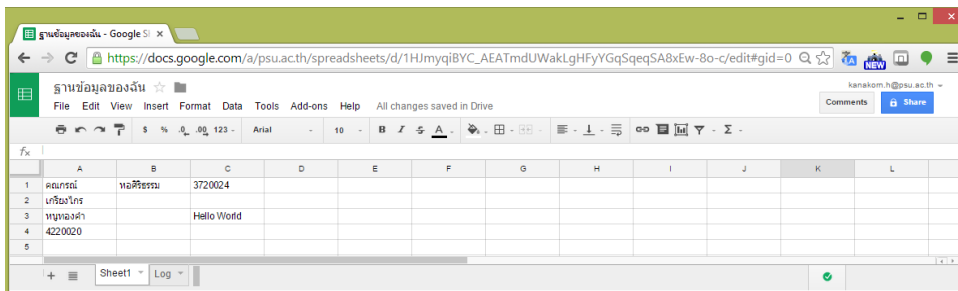 ฐานข้อมูลของฉัน - Google Sl ×
https://docs.google.com/a/psu.ac.th/spreadsheets/d/1HJmyqiBYC_AEATmdUWakLgHFyYGqSqeqSA8xEw-8o-c/edit#gid=0
NEW
ฐานข้อมูลของฉัน
kanakorn.h@psu.ac.th
File Edit View Insert Format Data Tools Add-ons Help All changes saved in Drive
Comments Share
$ % .0 .00 123 Arial 10 B I S A Σ
fx
A B C D E F G H I J K L
1 คณกรณ์ หอศิริธรรม 3720024
2 เกรียงไกร
3 หนูทองคำ Hello World
4 4220020
5
+ Sheet1 Log